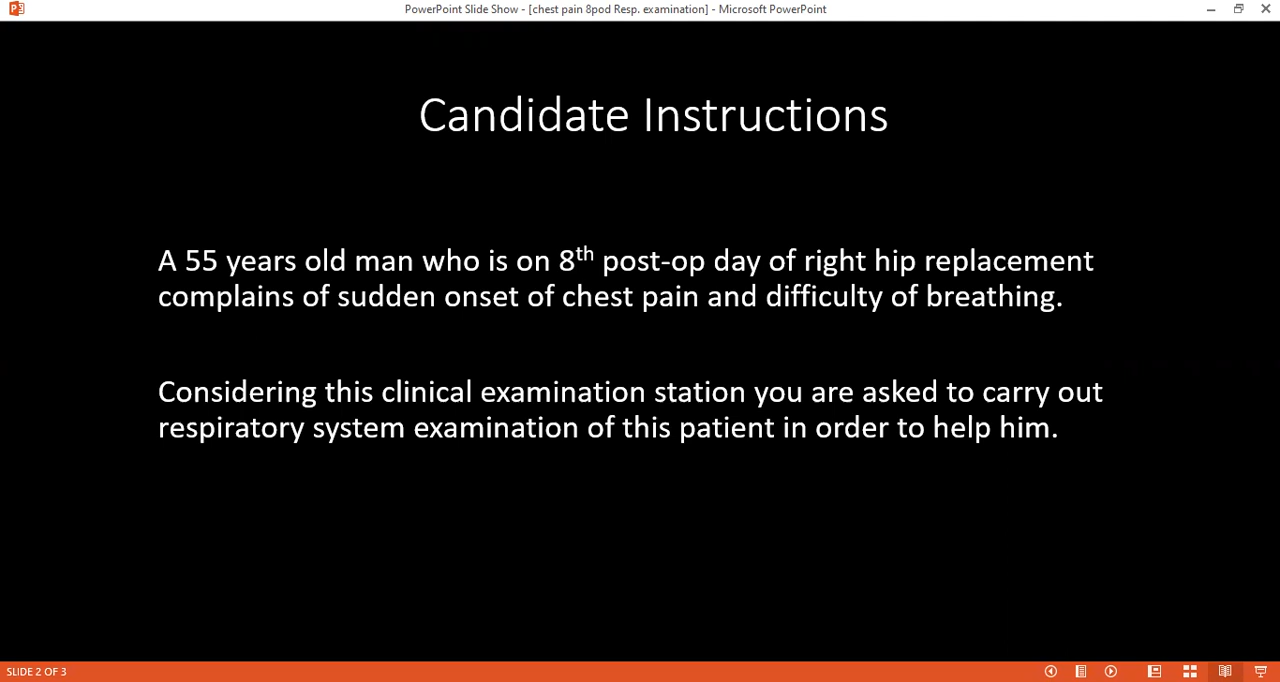 PowerPoint Slide Show - [chest pain 8pod Resp. examination] - Microsoft PowerPoint
Candidate Instructions
A 55 years old man who is on 8th post-op day of right hip replacement
complains of sudden onset of chest pain and difficulty of breathing.
Considering this clinical examination station you are asked to carry out
respiratory system examination of this patient in order to help him.
SLIDE 2 OF 3